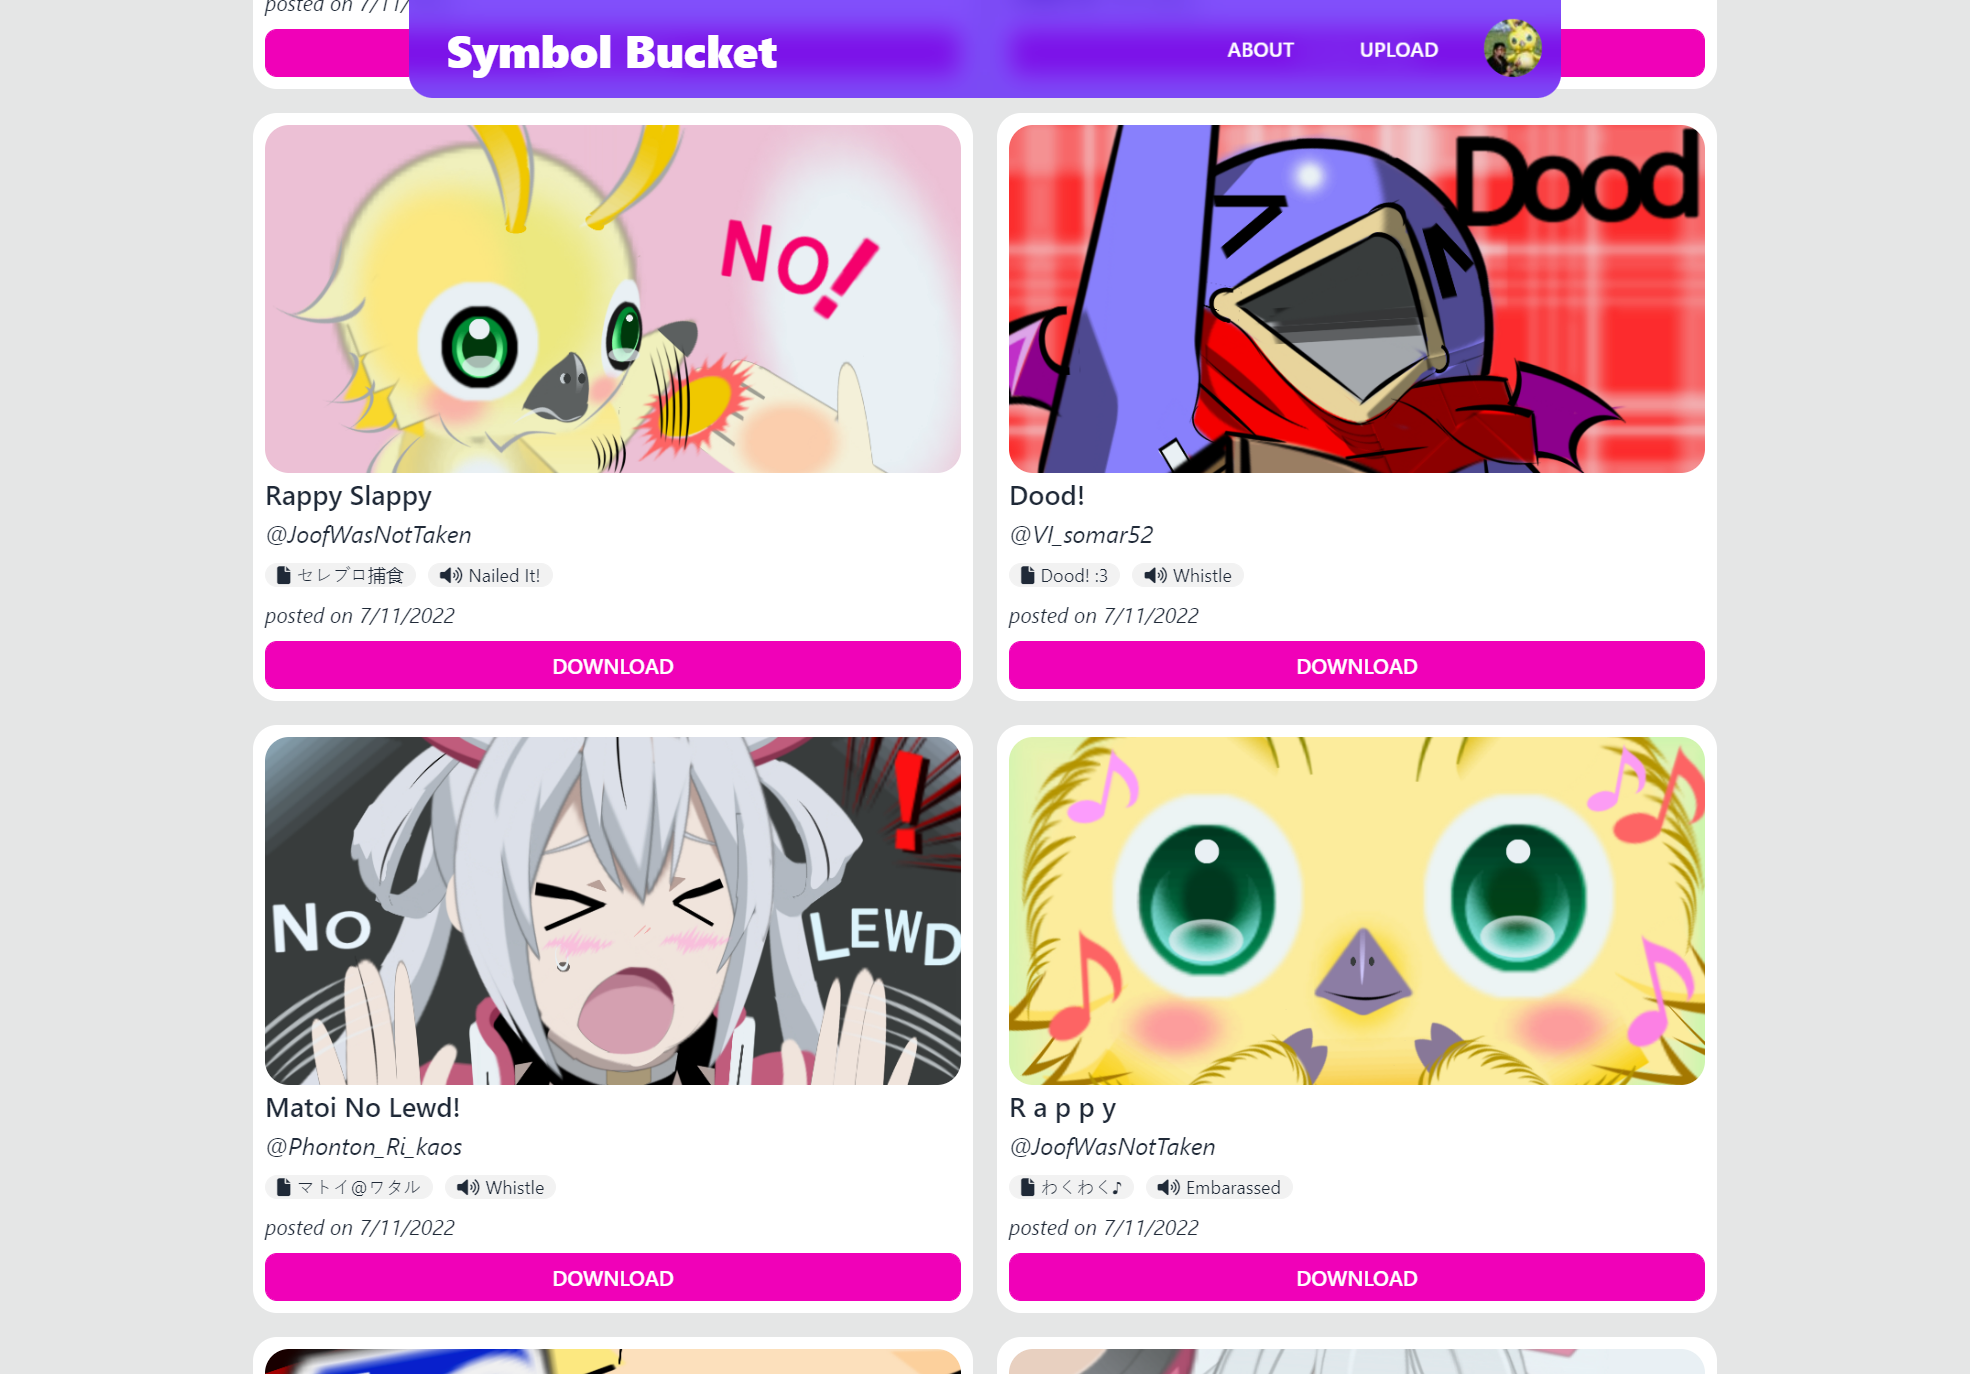 posted on 7/11/
Symbol Bucket
ABOUT
UPLOAD
NO!
Dood
Rappy Slappy
@JoofWasNotTaken
セレブロ捕食
Nailed It!
posted on 7/11/2022
DOWNLOAD
Dood!
@VI_somar52
Dood! :3
Whistle
posted on 7/11/2022
DOWNLOAD
No
LEWD
!
Matoi No Lewd!
@Phonton_Ri_kaos
マトイ@ワタル
Whistle
posted on 7/11/2022
DOWNLOAD
R a p p y
@JoofWasNotTaken
わくわく♪
Embarassed
posted on 7/11/2022
DOWNLOAD